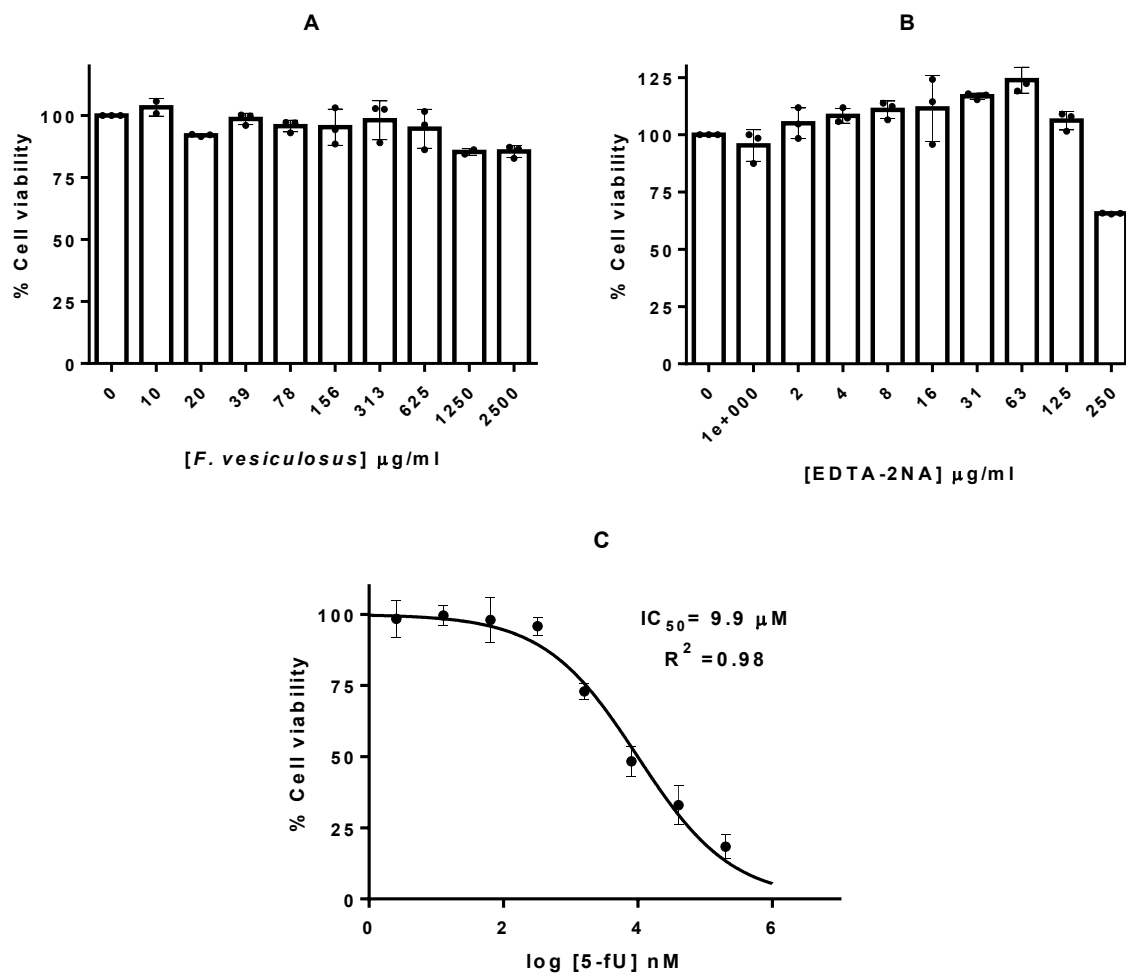 A
% Cell viability
100
75
50
25
0
0 10 20 39 78 156 313 625 1250 2500
[F. vesiculosus] µg/ml
B
% Cell viability
125
100
75
50
25
0
0 1e+000 2 4 8 16 31 63 125 250
[EDTA-2NA] µg/ml
C
% Cell viability
100
75
50
25
0
IC50= 9.9 µM
R2 =0.98
0 2 4 6
log [5-fU] nM